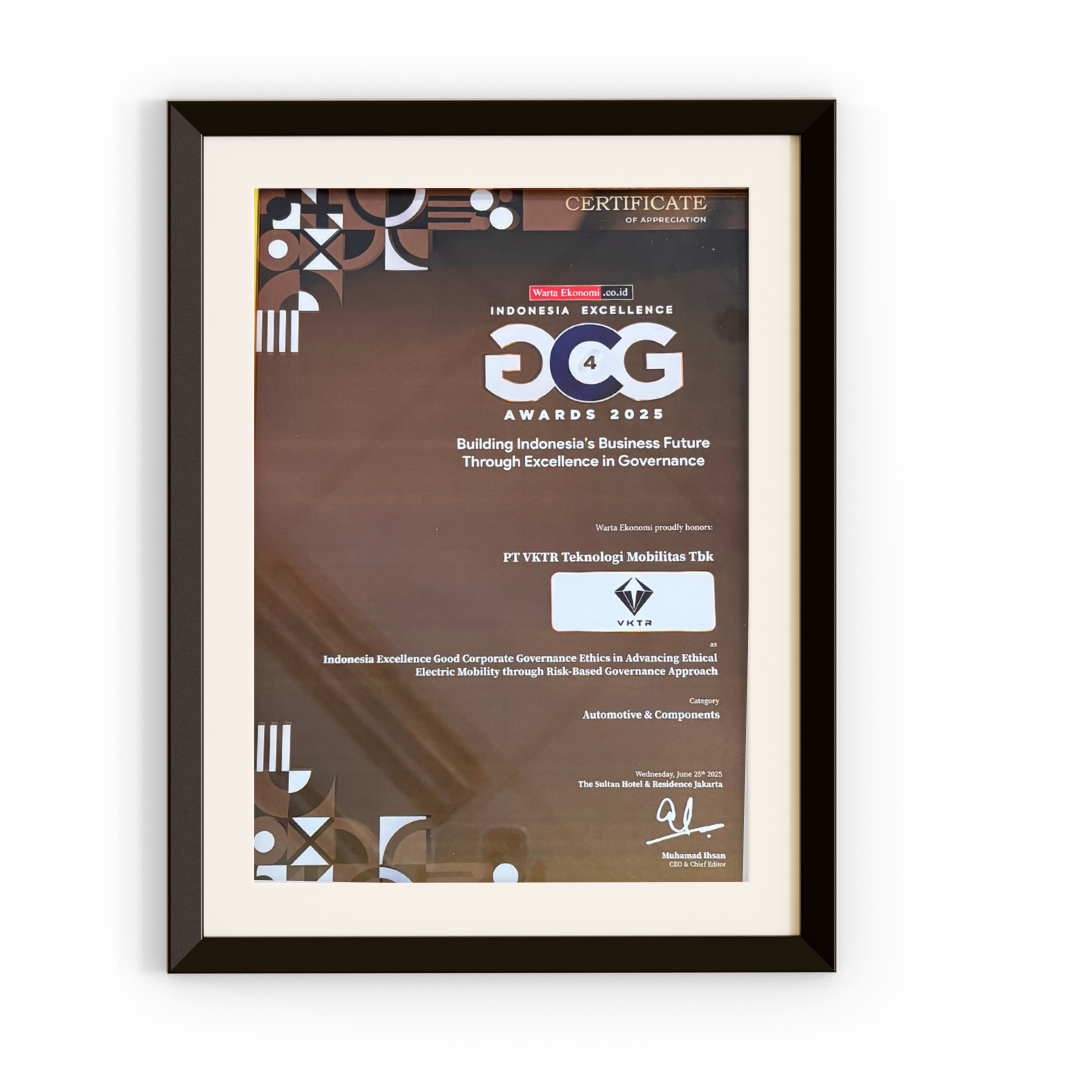 CERTIFICATE
OF APPRECIATION
Warta Ekonomi .co.id
INDONESIA EXCELLENCE
GCG
4
AWARDS 2025
Building Indonesia's Business Future
Through Excellence in Governance
Warta Ekonomi proudly honors:
PT VKTR Teknologi Mobilitas Tbk
VKTR
as
Indonesia Excellence Good Corporate Governance Ethics in Advancing Ethical
Electric Mobility through Risk-Based Governance Approach
Category
Automotive & Components
Wednesday, June 25th 2025
The Sultan Hotel & Residence Jakarta
Muhamad Ihsan
CEO & Chief Editor